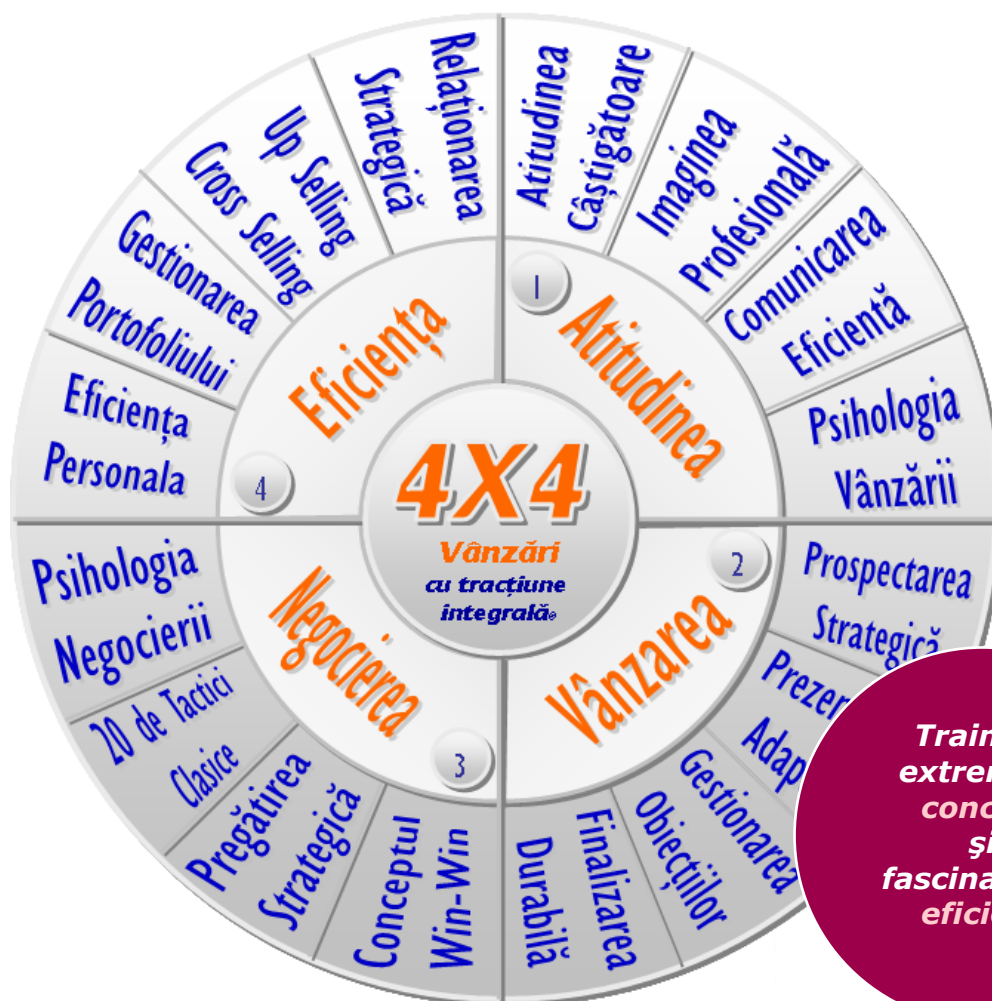 4X4
Vânzări
cu tracțiune
integrală®
1
Atitudinea
Atitudinea
Câștigătoare
Imaginea
Profesională
Comunicarea
Eficientă
Psihologia
Vânzării
2
Vânzarea
Prospectarea
Strategică
Gestionarea
Obiecțiilor
Finalizarea
Durabilă
3
Negocierea
Conceptul
Win-Win
Pregătirea
Strategică
20 de Tactici
Clasice
Psihologia
Negocierii
4
Eficiența
Eficiența
Personala
Gestionarea
Portofoliului
Up Selling
Cross Selling
Relaționarea
Strategică
şi